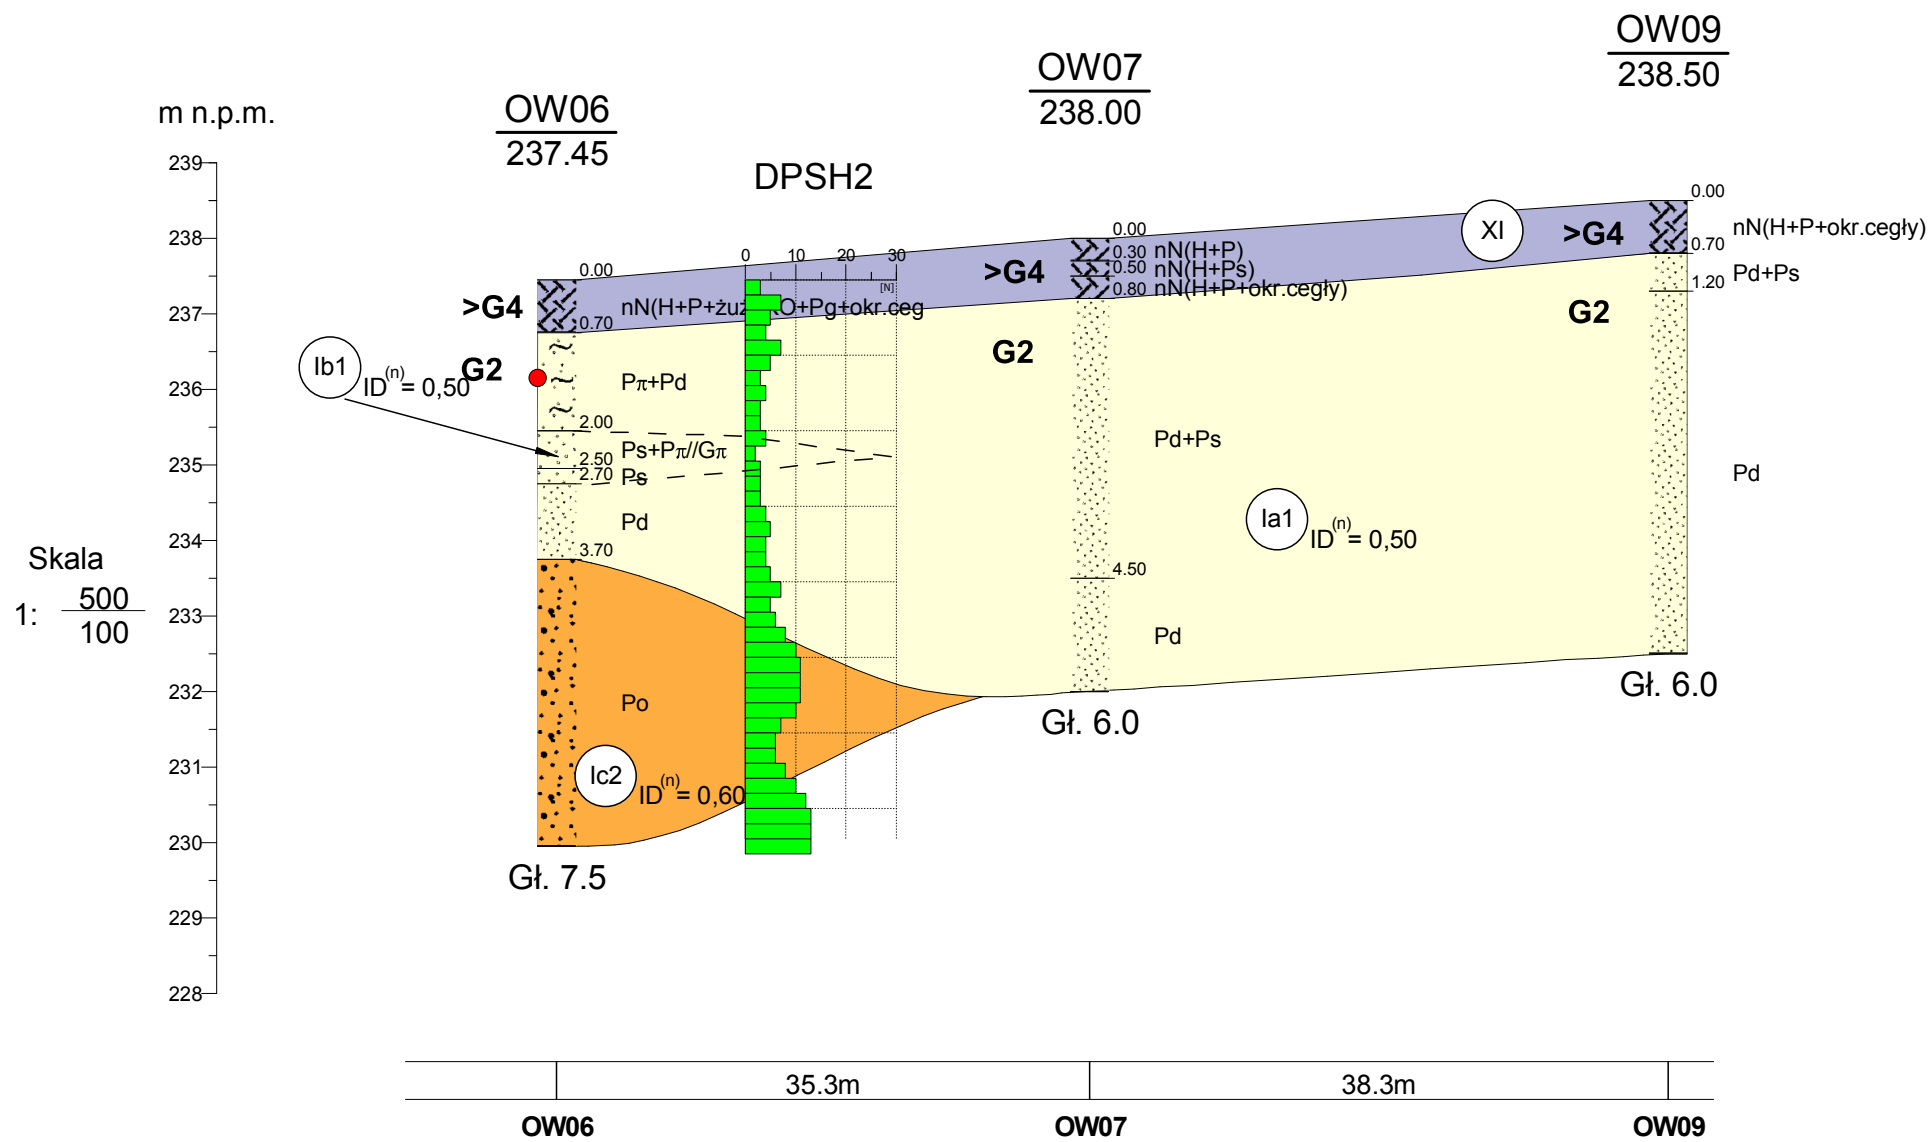 OW09
238.50
OW07
238.00
OW06
237.45
m n.p.m.
DPSH2
239
238
237
236
235
234
233
232
231
230
229
228
Skala
1: 500
100
0 10 20 30
[N]
>G4
0.00
nN(H+P+żuż O+Pg+okr.ceg
0.70
G2
Ib1
ID(n)= 0,50
Pπ+Pd
2.00
Ps+Pπ//Gπ
2.50
2.70 Ps
Pd
3.70
Po
Ic2
ID(n)= 0,60
Gł. 7.5
>G4
0.00
0.30 nN(H+P)
0.50 nN(H+Ps)
0.80 nN(H+P+okr.cegły)
G2
Pd+Ps
4.50
Pd
Gł. 6.0
Ia1
ID(n)= 0,50
XI
>G4
0.00
nN(H+P+okr.cegły)
0.70
Pd+Ps
1.20
G2
Pd
Gł. 6.0
35.3m
38.3m
OW06
OW07
OW09